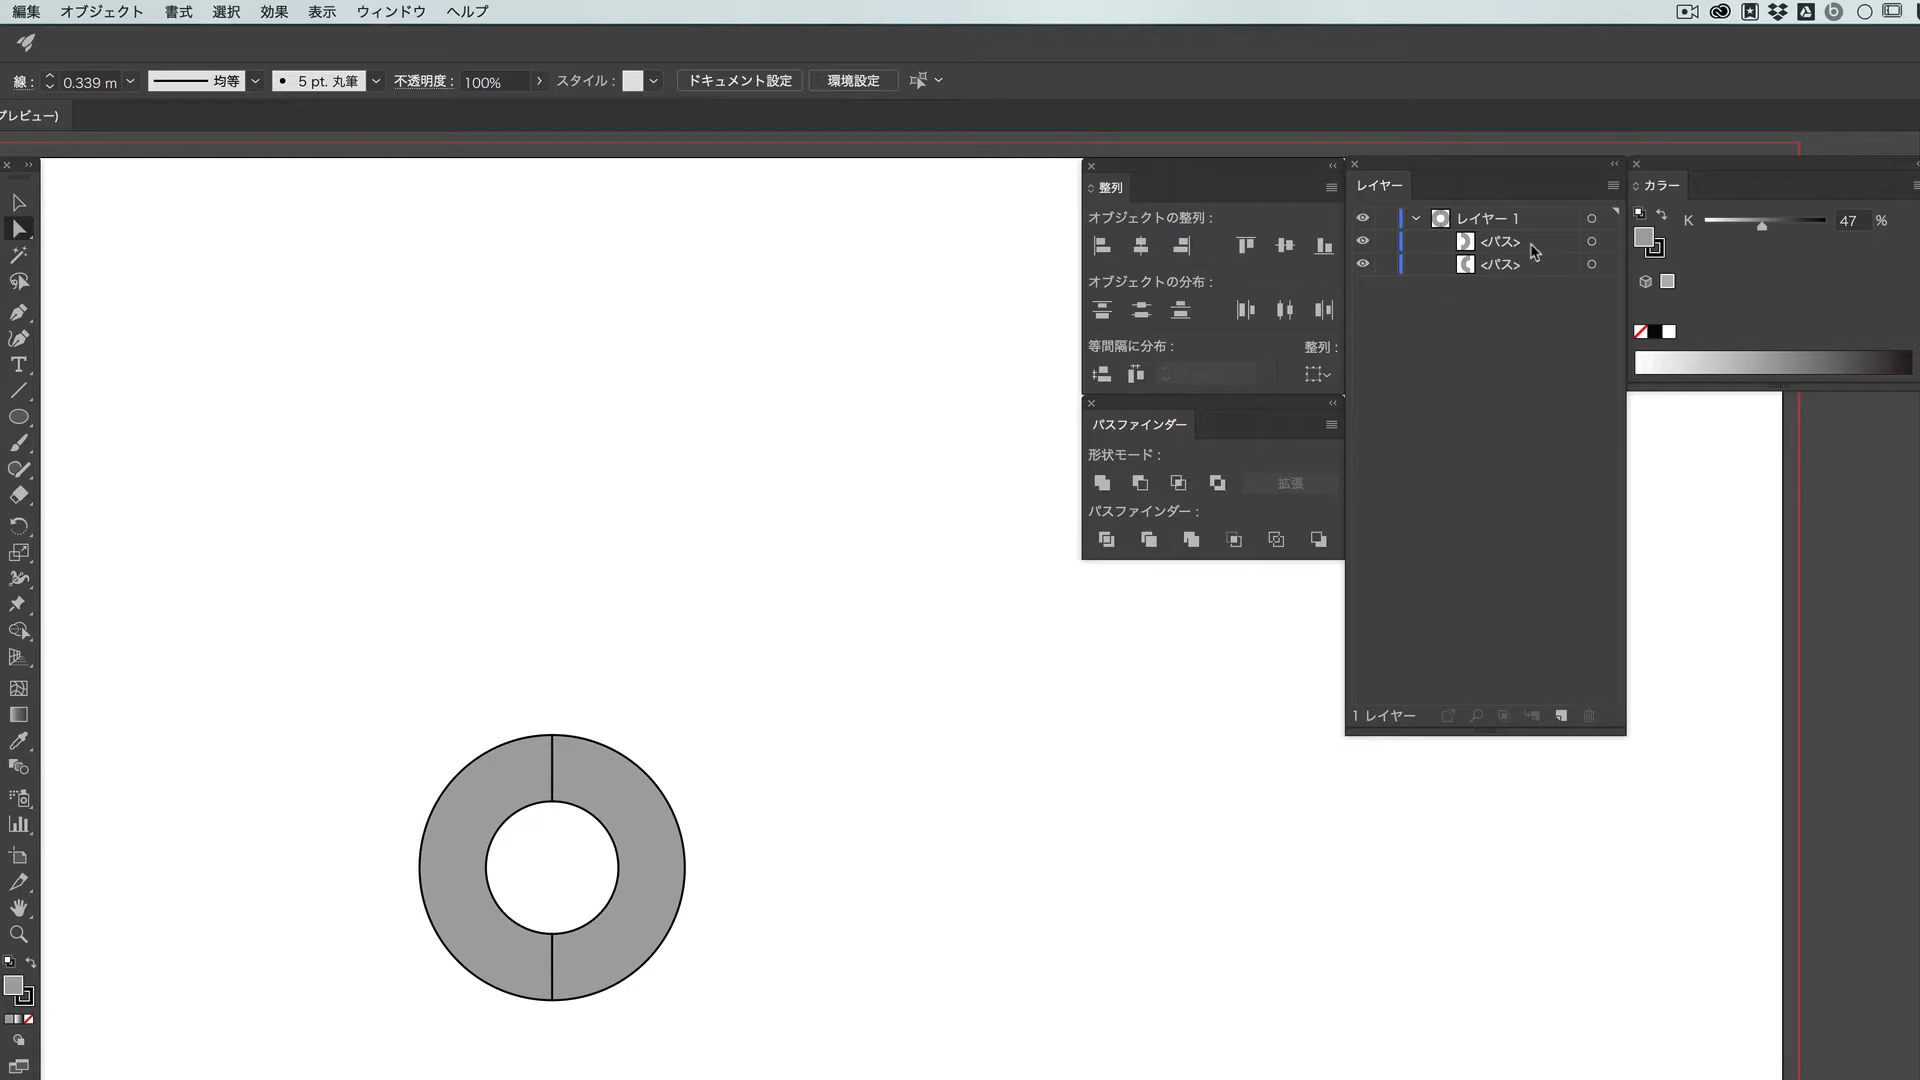 編集 オブジェクト 書式 選択 効果 表示 ウィンドウ ヘルプ
線 : 0.339 m 均等 5 pt. 丸筆 不透明度 : 100% スタイル : ドキュメント設定 環境設定
プレビュー)
整列
オブジェクトの整列 :
オブジェクトの分布 :
等間隔に分布 : 整列 :
パスファインダー
形状モード :
拡張
パスファインダー :
レイヤー
レイヤー 1
<パス>
<パス>
1 レイヤー
カラー
K 47 %